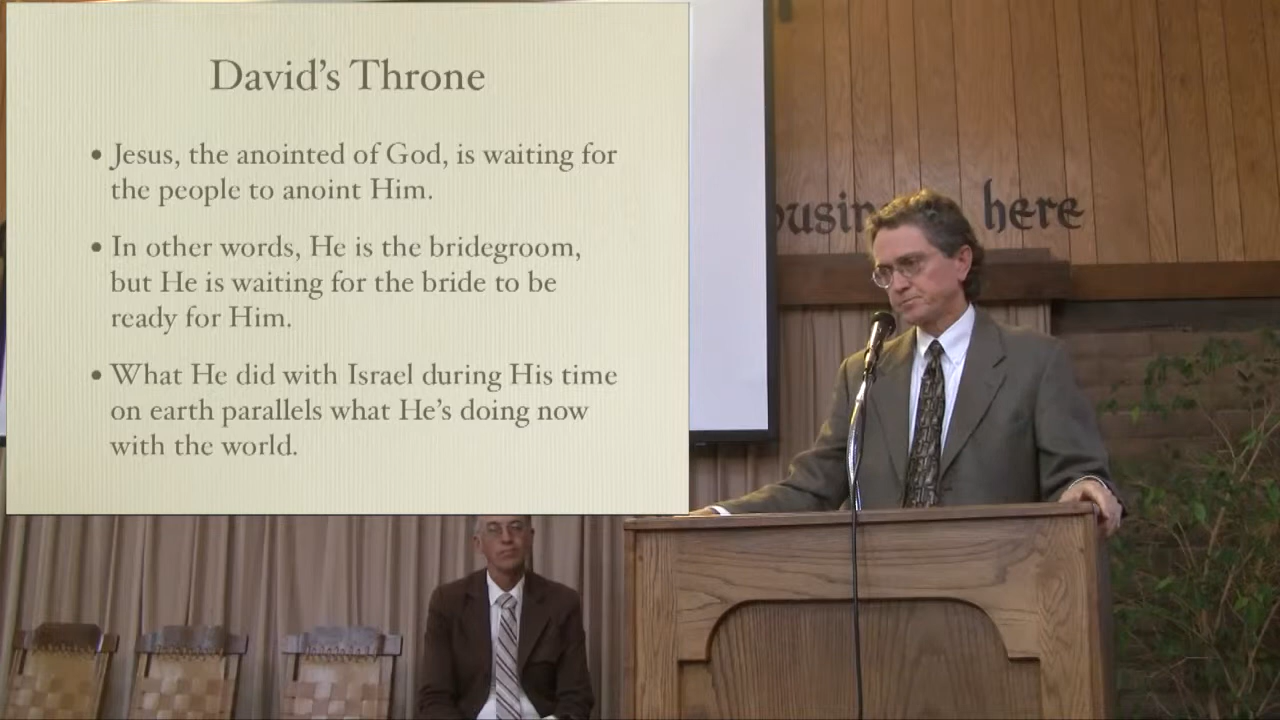 David's Throne
• Jesus, the anointed of God, is waiting for
the people to anoint Him.
• In other words, He is the bridegroom,
but He is waiting for the bride to be
ready for Him.
• What He did with Israel during His time
on earth parallels what He's doing now
with the world.
here